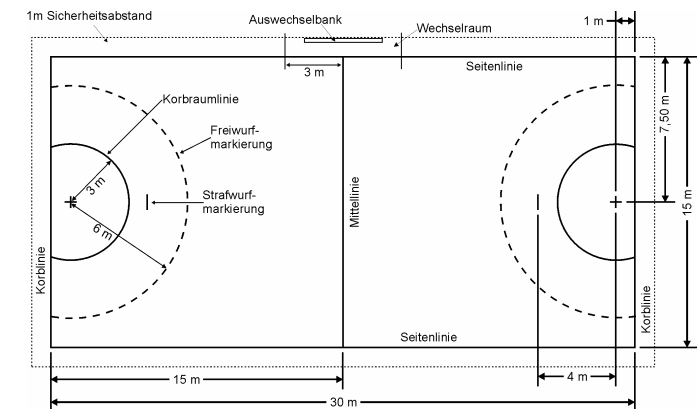 1m Sicherheitsabstand
Auswechselbank
Wechselraum
1 m
3 m
Seitenlinie
Korbraumlinie
Freiwurf-
markierung
7,50 m
3 m
Strafwurf-
markierung
Mittellinie
15 m
6 m
Korblinie
Korblinie
Seitenlinie
15 m
4 m
30 m